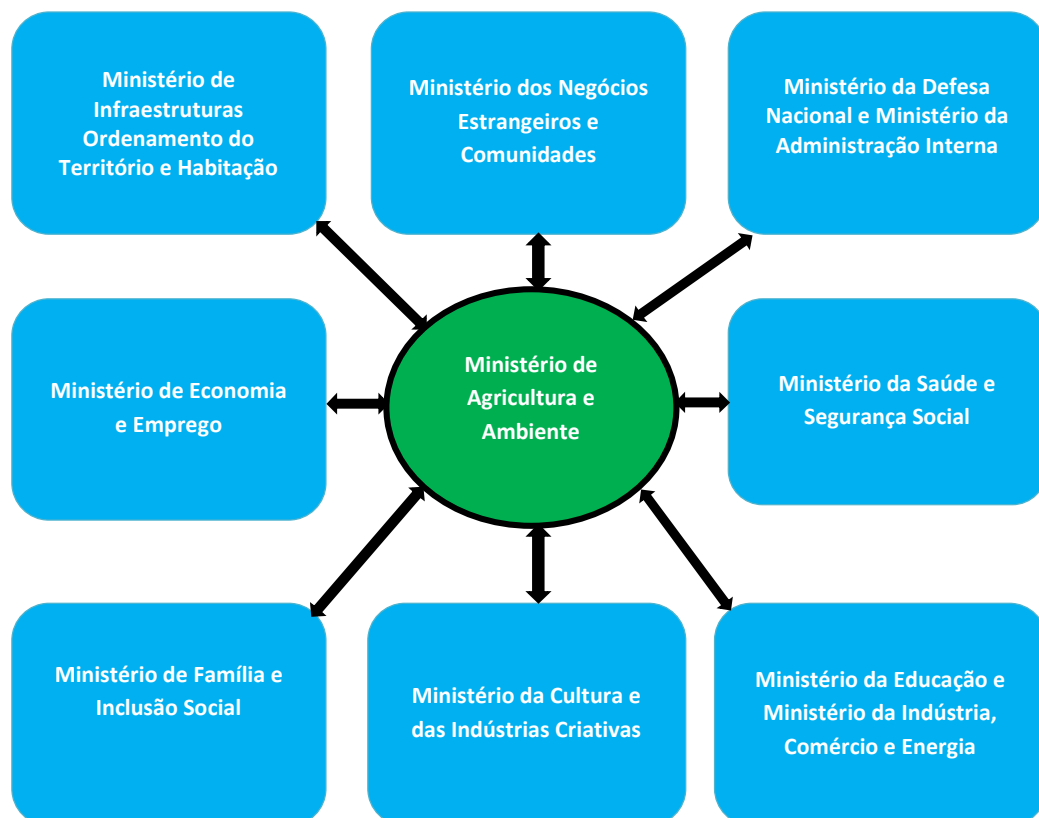 Ministério de
Infraestruturas
Ordenamento do
Território e Habitação
Ministério dos Negócios
Estrangeiros e
Comunidades
Ministério da Defesa
Nacional e Ministério da
Administração Interna
Ministério de Economia
e Emprego
Ministério de
Agricultura e
Ambiente
Ministério da Saúde e
Segurança Social
Ministério de Família e
Inclusão Social
Ministério da Cultura e
das Indústrias Criativas
Ministério da Educação e
Ministério da Indústria,
Comércio e Energia